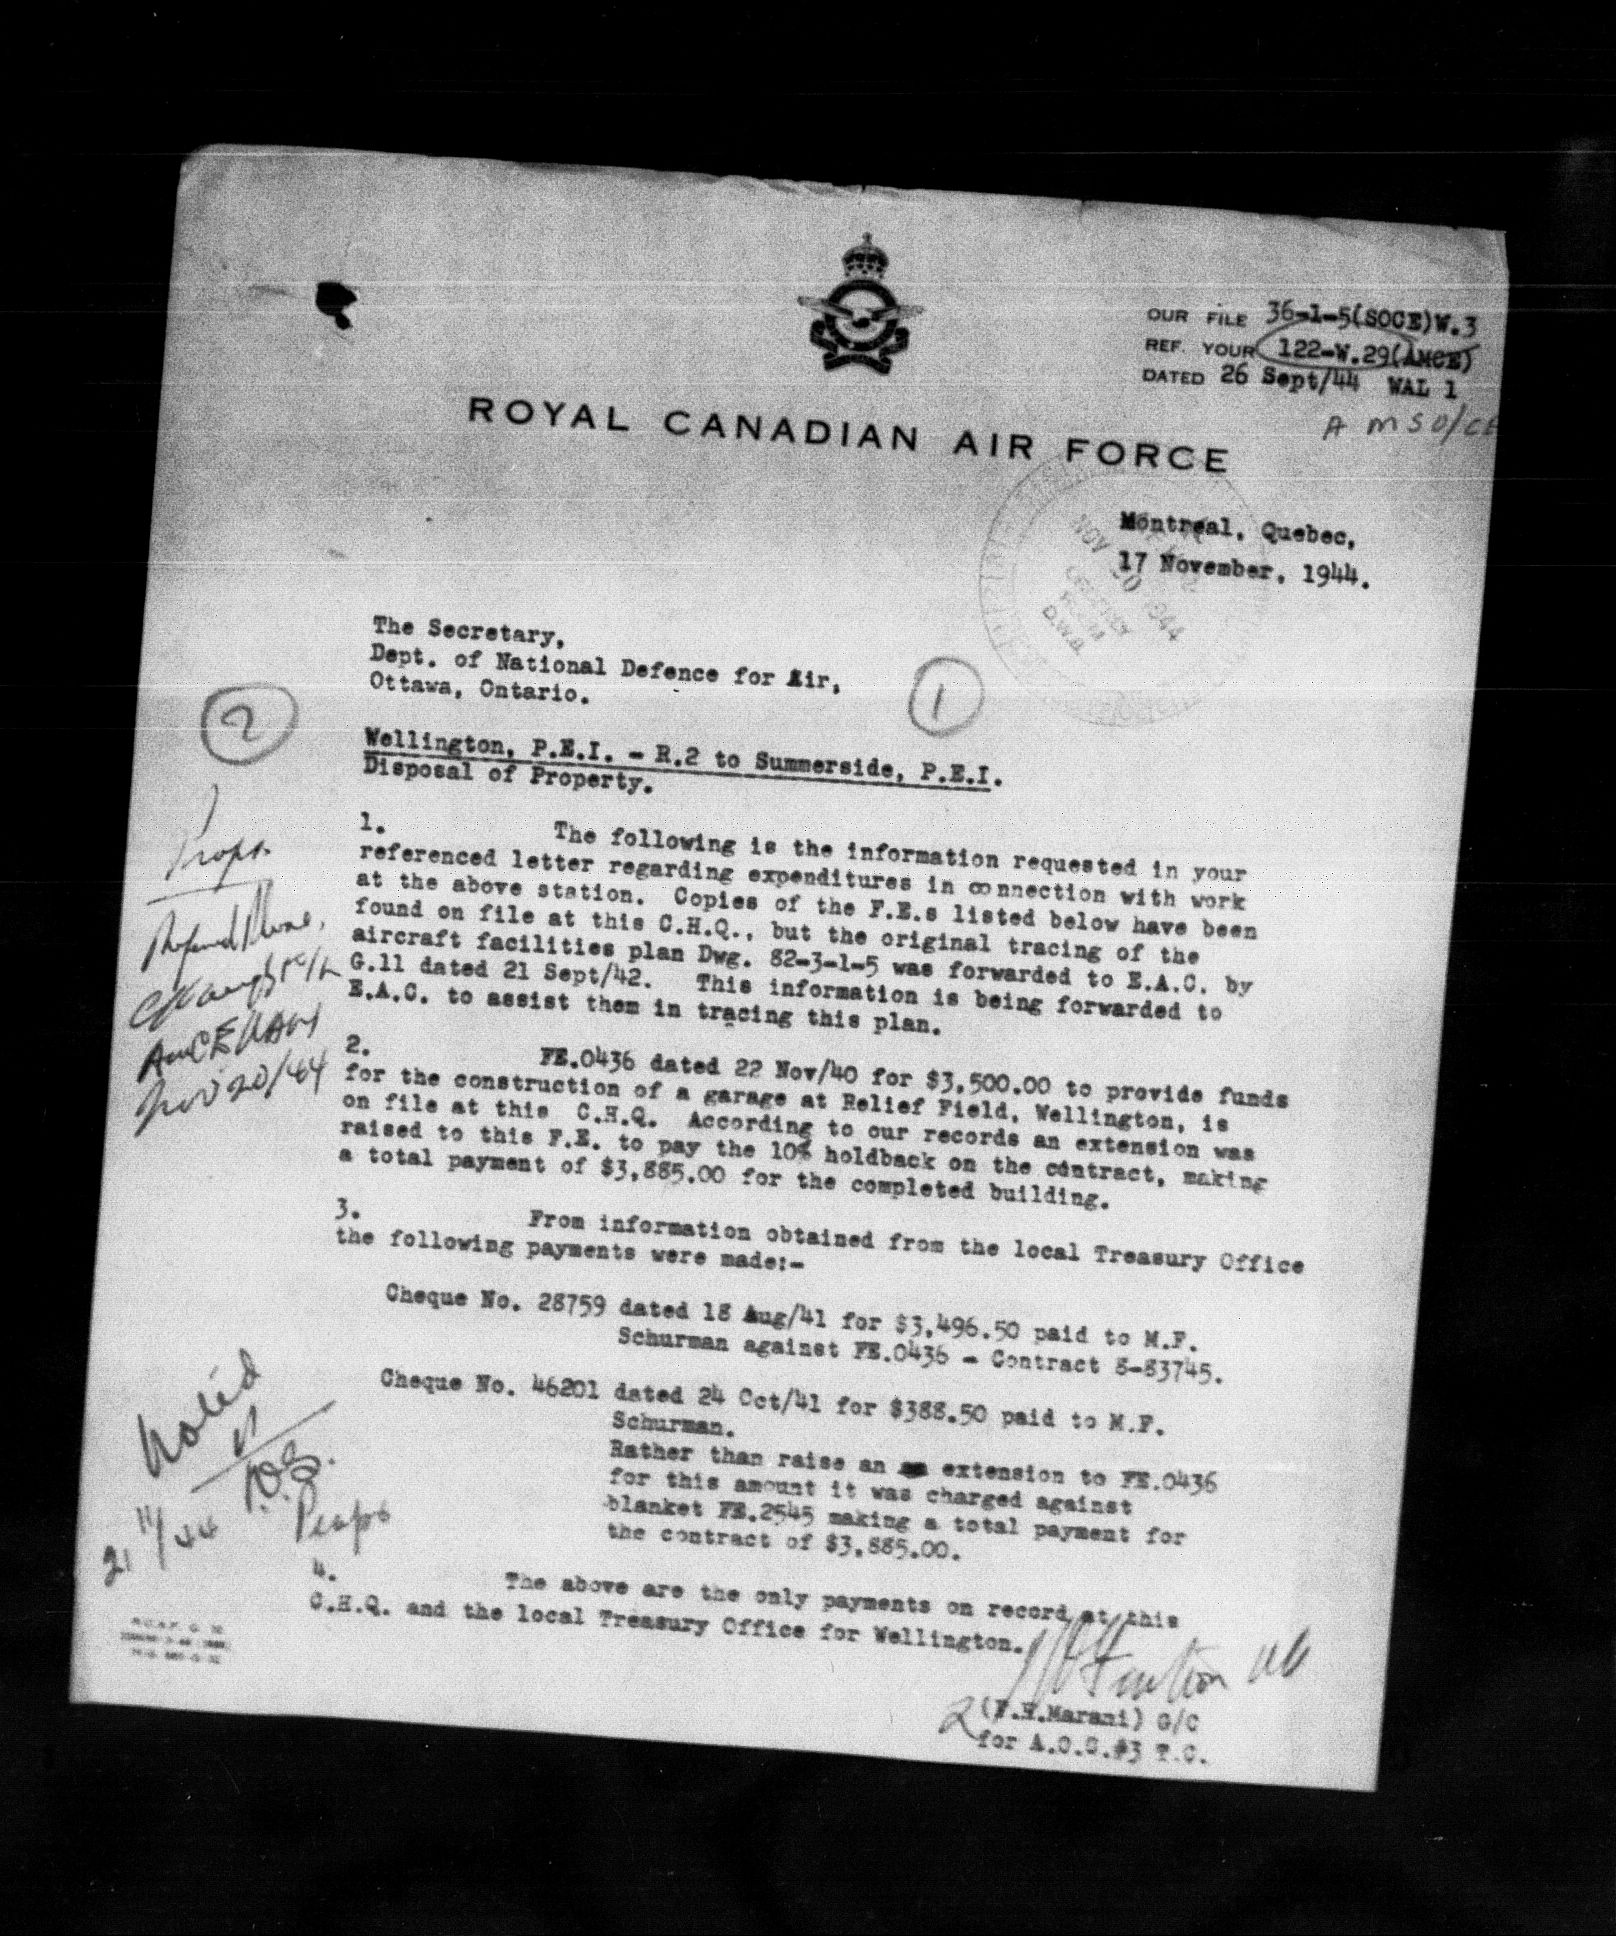 OUR FILE 36-1-5(SOCE)W.3
REF. YOUR 122-W.29(AMCE)
DATED 26 Sept/44 WAL 1
A M S O/CE
ROYAL CANADIAN AIR FORCE
Montreal, Quebec,
17 November, 1944.
NOV 20 1944
D.W.B
The Secretary,
Dept. of National Defence for Air,
Ottawa, Ontario.
1
2
Wellington, P.E.I. - R.2 to Summerside, P.E.I.
Disposal of Property.
1. The following is the information requested in your
referenced letter regarding expenditures in connection with work
at the above station. Copies of the F.E.s listed below have been
found on file at this C.H.Q., but the original tracing of the
aircraft facilities plan Dwg. S2-3-1-5 was forwarded to E.A.C. by
G.11 dated 21 Sept/42. This information is being forwarded to
E.A.C. to assist them in tracing this plan.
2. FE.0436 dated 22 Nov/40 for $3,500.00 to provide funds
for the construction of a garage at Relief Field, Wellington, is
on file at this C.H.Q. According to our records an extension was
raised to this F.E. to pay the 10% holdback on the contract, making
a total payment of $3,885.00 for the completed building.
3. From information obtained from the local Treasury Office
the following payments were made:-
Cheque No. 28759 dated 18 Aug/41 for $3,496.50 paid to M.F.
Schurman against FE.0436 - Contract S-83745.
Cheque No. 46201 dated 24 Oct/41 for $388.50 paid to M.F.
Schurman.
Rather than raise an extension to FE.0436
for this amount it was charged against
blanket FE.2545 making a total payment for
the contract of $3,885.00.
4. The above are the only payments on record at this
C.H.Q. and the local Treasury Office for Wellington.
(F.H.Marani) G/C
2 for A.O.C.#3 T.C.
Props.
Nov 20/44
Noted
21 11/44